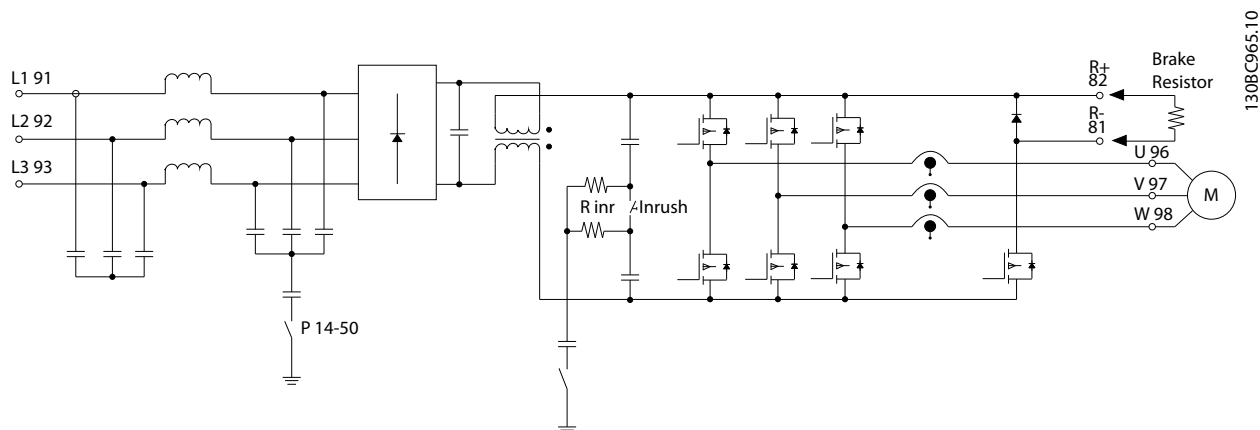 L1 91
L2 92
L3 93
P 14-50
R inr
Inrush
R+
82
R-
81
Brake
Resistor
U 96
V 97
W 98
M
130BC965.10